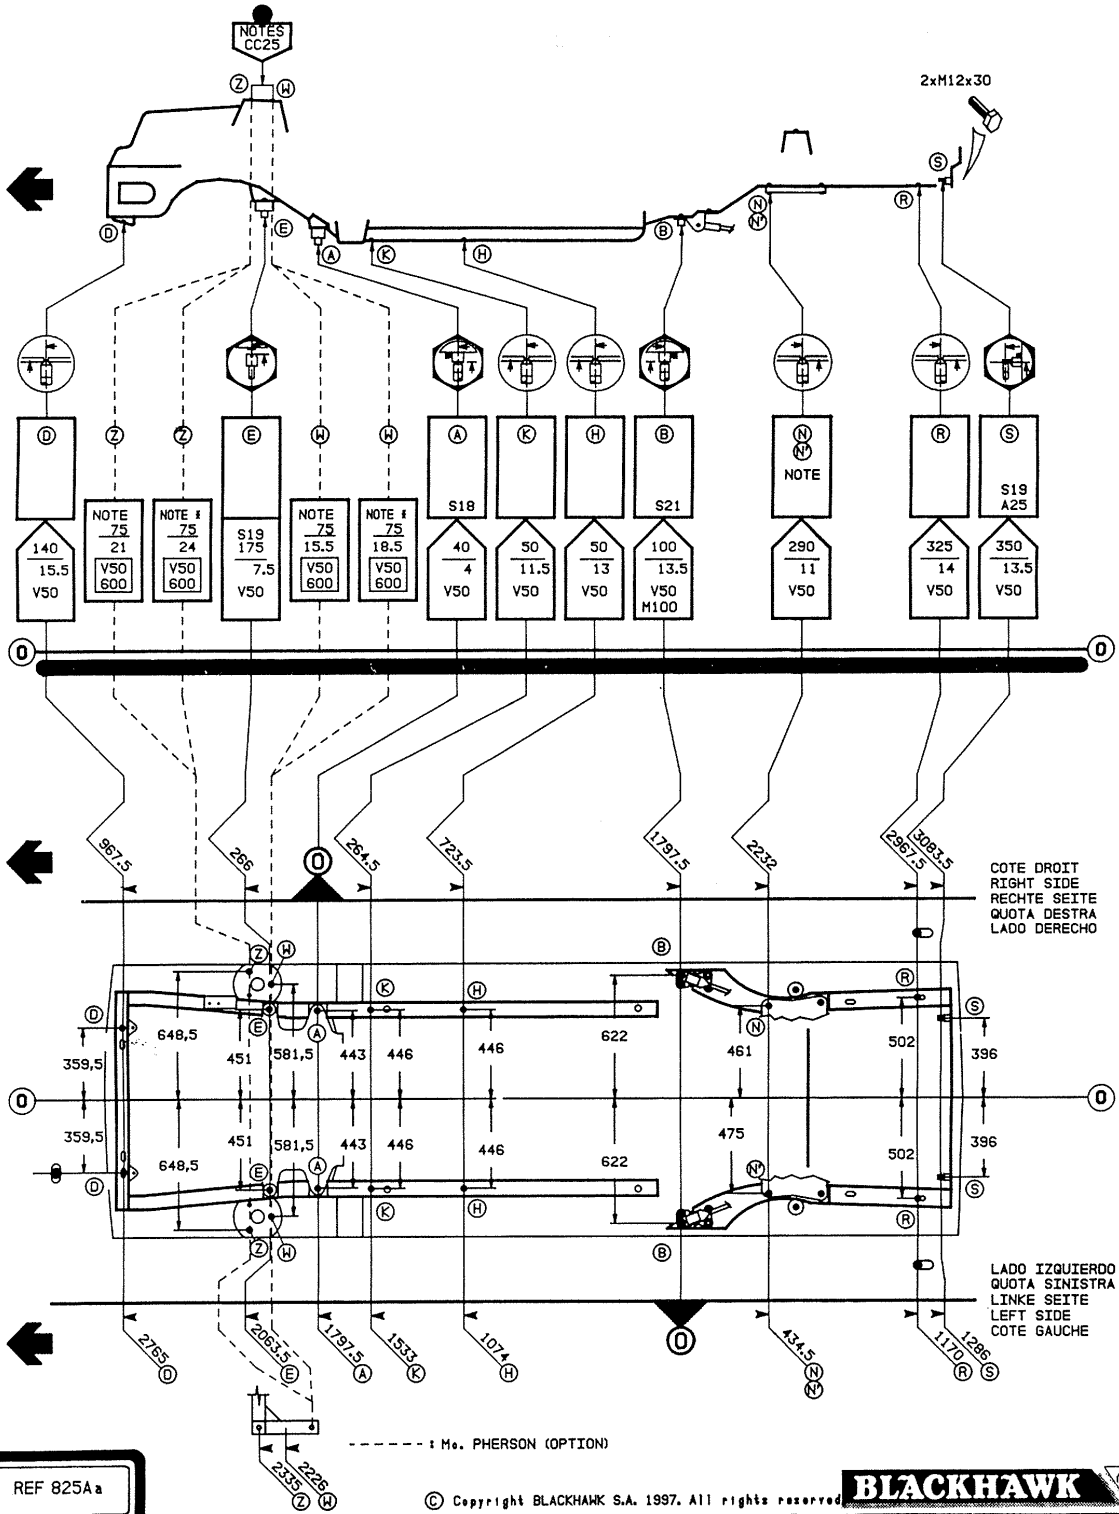 NOTES
CC25
Z W
2xM12x30
S
D E A K H B N R
N'
D Z Z E W W A K H B N R S
N'
NOTE
S18 S21 S19
A25
NOTE NOTE * S19 NOTE NOTE *
75 75 175 75 75
21 24 7.5 15.5 18.5
V50 V50 V50 V50 V50
600 600 600 600
140 40 50 50 100 290 325 350
15.5 4 11.5 13 13.5 11 14 13.5
V50 V50 V50 V50 V50 V50 V50 V50
M100
O O
967.5 266 O 264.5 723.5 1797.5 2232 2967.5 3083.5
COTE DROIT
RIGHT SIDE
RECHTE SEITE
QUOTA DESTRA
LADO DERECHO
Z W B
D K H R S
E A N
359,5 648,5 451 581,5 443 446 446 622 461 502 396
O O
359,5 648,5 451 581,5 443 446 446 622 475 502 396
D E A N' S
K H R
Z W B
LADO IZQUIERDO
QUOTA SINISTRA
LINKE SEITE
LEFT SIDE
COTE GAUCHE
O
2765 D
2063.5 E
1797.5 A
1533 K
1074 H
434.5 N
N'
1170 R
1286 S
: Mc. PHERSON (OPTION)
2335 Z
2226 W
REF 825Aa
© Copyright BLACKHAWK S.A. 1997. All rights reserved
BLACKHAWK